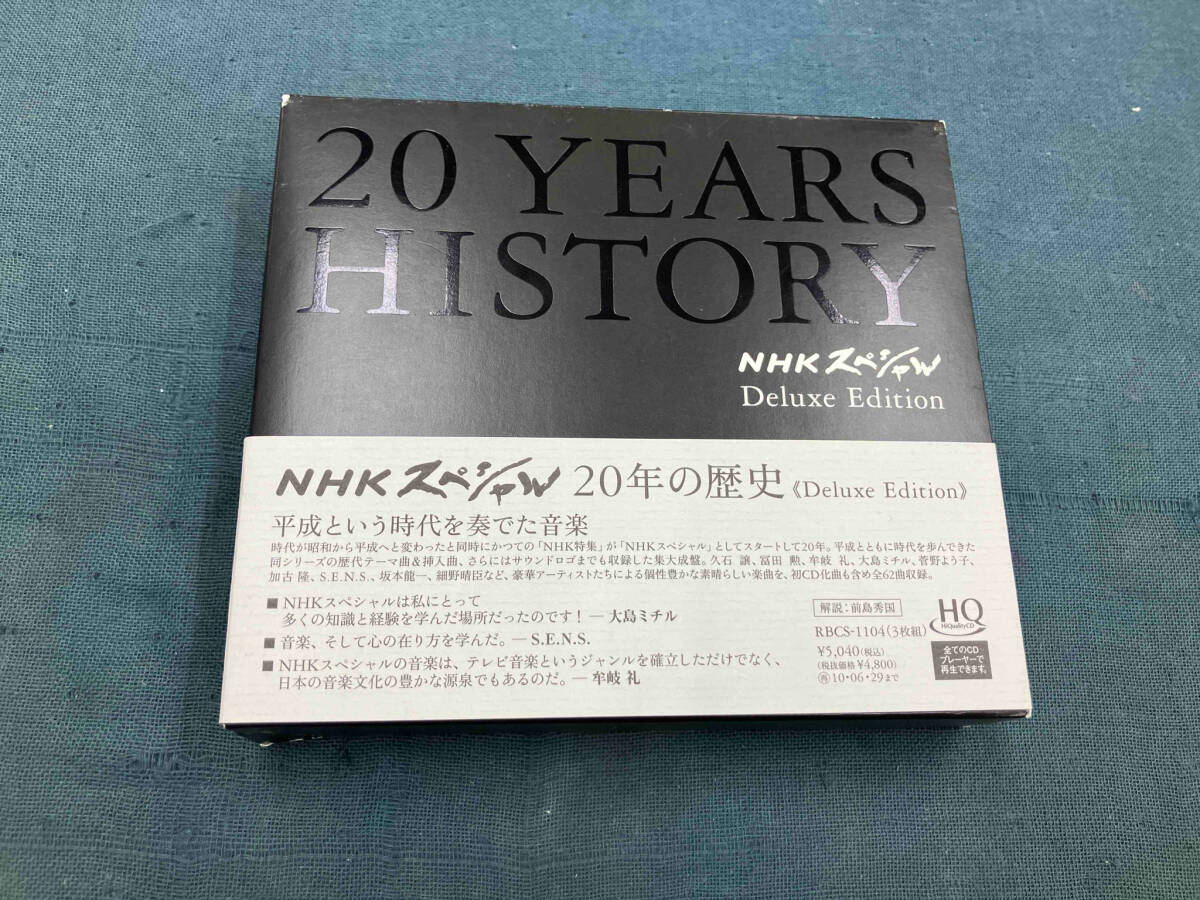 20 YEARS
HISTORY
NHKスペシャル
Deluxe Edition
NHKスペシャル 20年の歴史《Deluxe Edition》
平成という時代を奏でた音楽
時代が昭和から平成へと変わったと同時にかつての「NHK特集」が「NHKスペシャル」としてスタートして20年。平成とともに時代を歩んできた
同シリーズの歴代テーマ曲&挿入曲、さらにはサウンドロゴまでも収録した集大成盤。久石 譲、冨田 勲、牟岐 礼、大島ミチル、菅野よう子、
加古 隆、S.E.N.S.、坂本龍一、細野晴臣など、豪華アーティストたちによる個性豊かな素晴らしい楽曲を、初CD化曲も含め全62曲収録。
■NHKスペシャルは私にとって
多くの知識と経験を学んだ場所だったのです!—大島ミチル
■音楽、そして心の在り方を学んだ。—S.E.N.S.
■NHKスペシャルの音楽は、テレビ音楽というジャンルを確立しただけでなく、
日本の音楽文化の豊かな源泉でもあるのだ。—牟岐 礼
解説:前島秀国
RBCS-1104(3枚組)
¥5,040(税込)
(税抜価格¥4,800)
㋬10・06・29まで
HQ
HiQualityCD
全てのCD
プレーヤーで
再生できます。